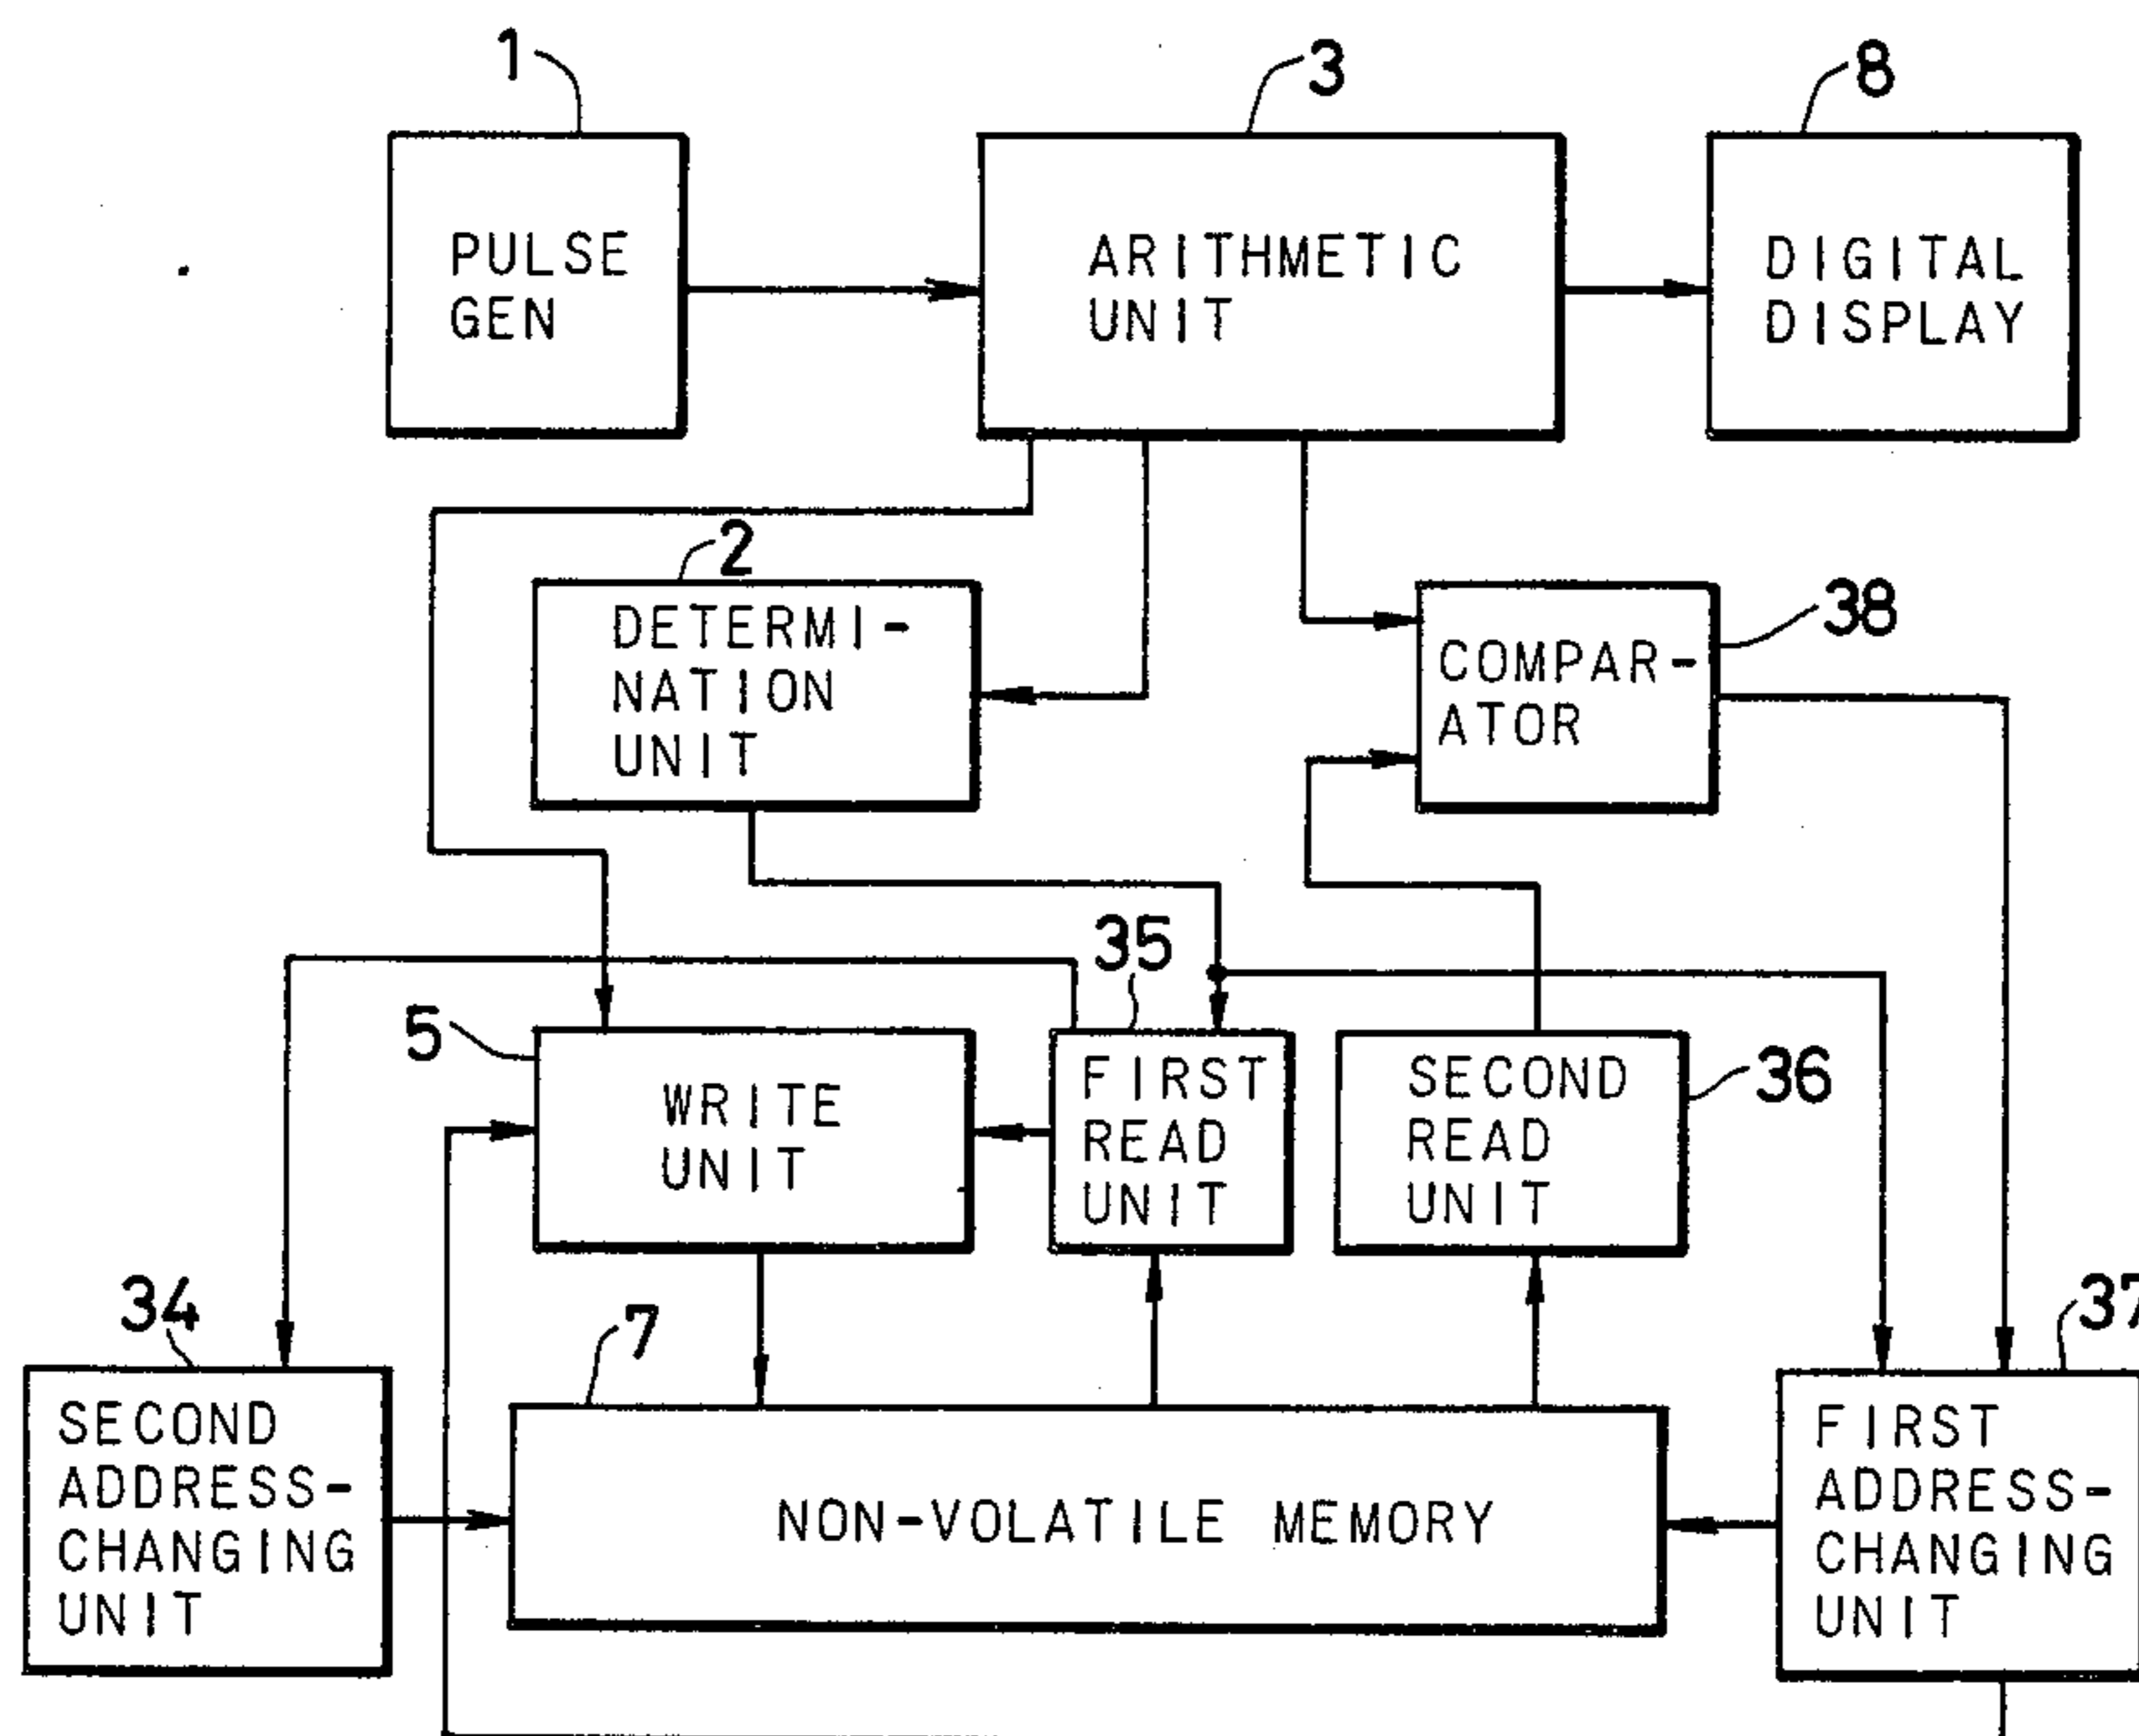 1
3
8
PULSE
GEN
ARITHMETIC
UNIT
DIGITAL
DISPLAY
2
DETERMI-
NATION
UNIT
38
COMPAR-
ATOR
35
5
WRITE
UNIT
FIRST
READ
UNIT
SECOND
READ
UNIT
36
34
7
37
SECOND
ADDRESS-
CHANGING
UNIT
NON-VOLATILE MEMORY
FIRST
ADDRESS-
CHANGING
UNIT